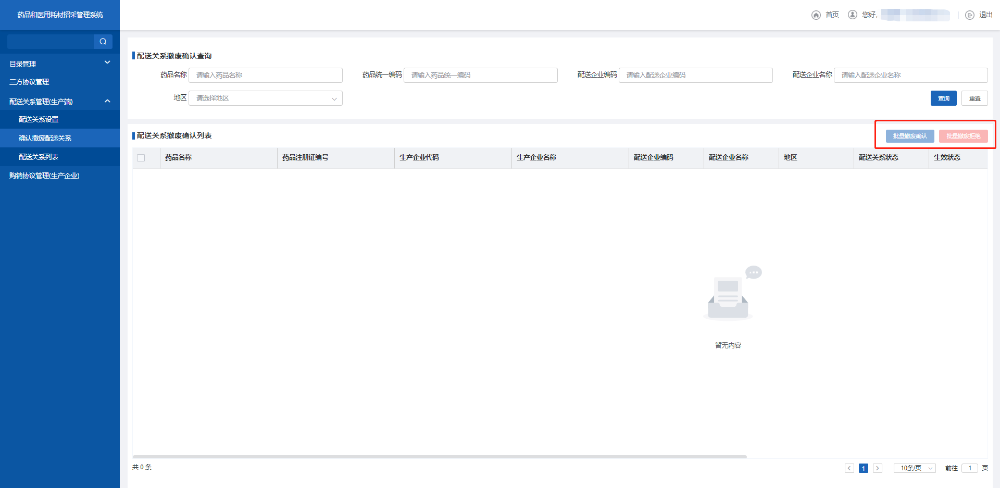 药品和医用耗材招采管理系统
首页 您好, 退出
目录管理
三方协议管理
配送关系管理(生产端)
配送关系设置
确认撤废配送关系
配送关系列表
购销协议管理(生产企业)
配送关系撤废确认查询
药品名称 请输入药品名称 药品统一编码 请输入药品统一编码 配送企业编码 请输入配送企业编码 配送企业名称 请输入配送企业名称
地区 请选择地区 查询 重置
配送关系撤废确认列表 批量撤废确认 批量撤废拒绝
药品名称 药品注册证编号 生产企业代码 生产企业名称 配送企业编码 配送企业名称 地区 配送关系状态 生效状态
暂无内容
共 0 条 1 10条/页 前往 1 页